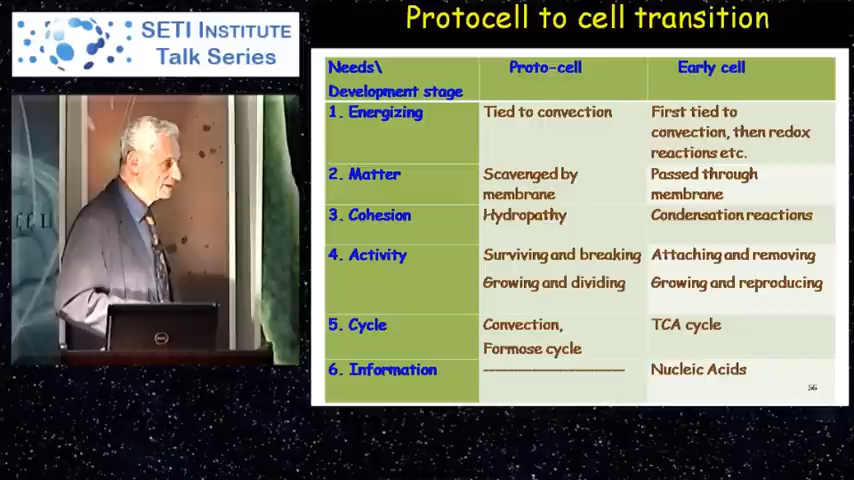 SETI INSTITUTE
Talk Series
Protocell to cell transition
Needs\
Development stage
Proto-cell
Early cell
1. Energizing
Tied to convection
First tied to
convection, then redox
reactions etc.
2. Matter
Scavenged by
membrane
Passed through
membrane
3. Cohesion
Hydropathy
Condensation reactions
4. Activity
Surviving and breaking
Growing and dividing
Attaching and removing
Growing and reproducing
5. Cycle
Convection,
Formose cycle
TCA cycle
6. Information
--------------------
Nucleic Acids
56
DELL